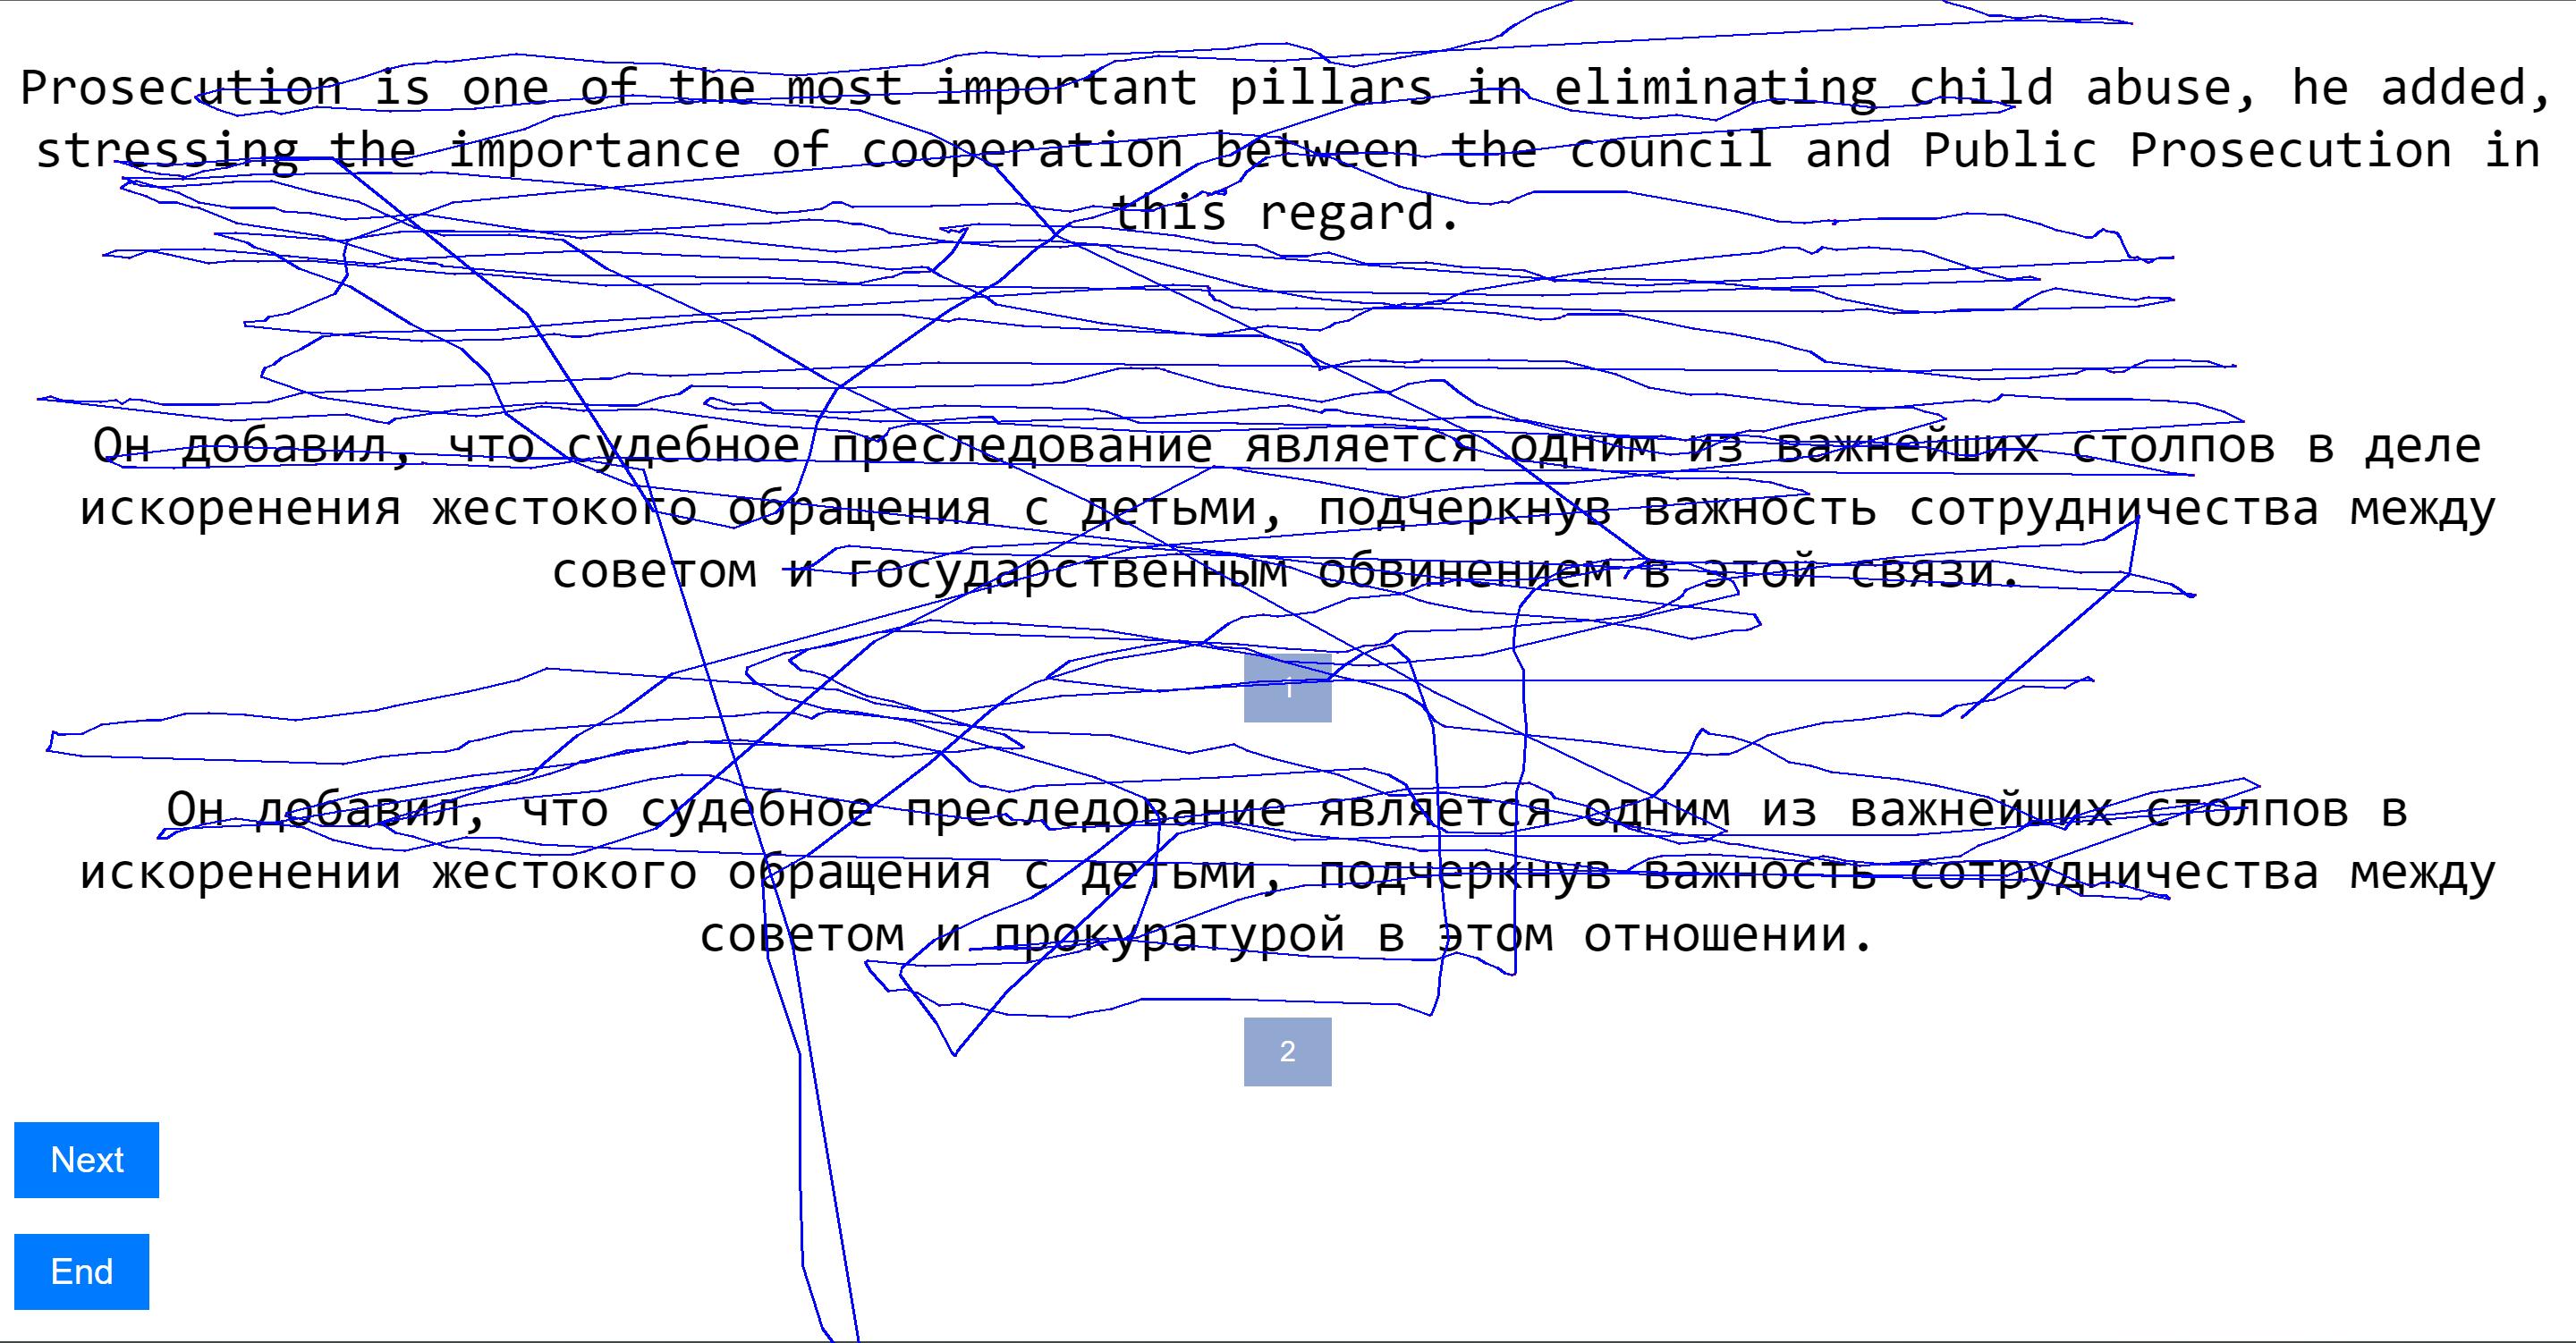 Prosecution is one of the most important pillars in eliminating child abuse, he added,
stressing the importance of cooperation between the council and Public Prosecution in
this regard.
Он добавил, что судебное преследование является одним из важнейших столпов в деле
искоренения жестокого обращения с детьми, подчеркнув важность сотрудничества между
советом и государственным обвинением в этой связи.
1
Он добавил, что судебное преследование является одним из важнейших столпов в
искоренении жестокого обращения с детьми, подчеркнув важность сотрудничества между
советом и прокуратурой в этом отношении.
2
Next
End